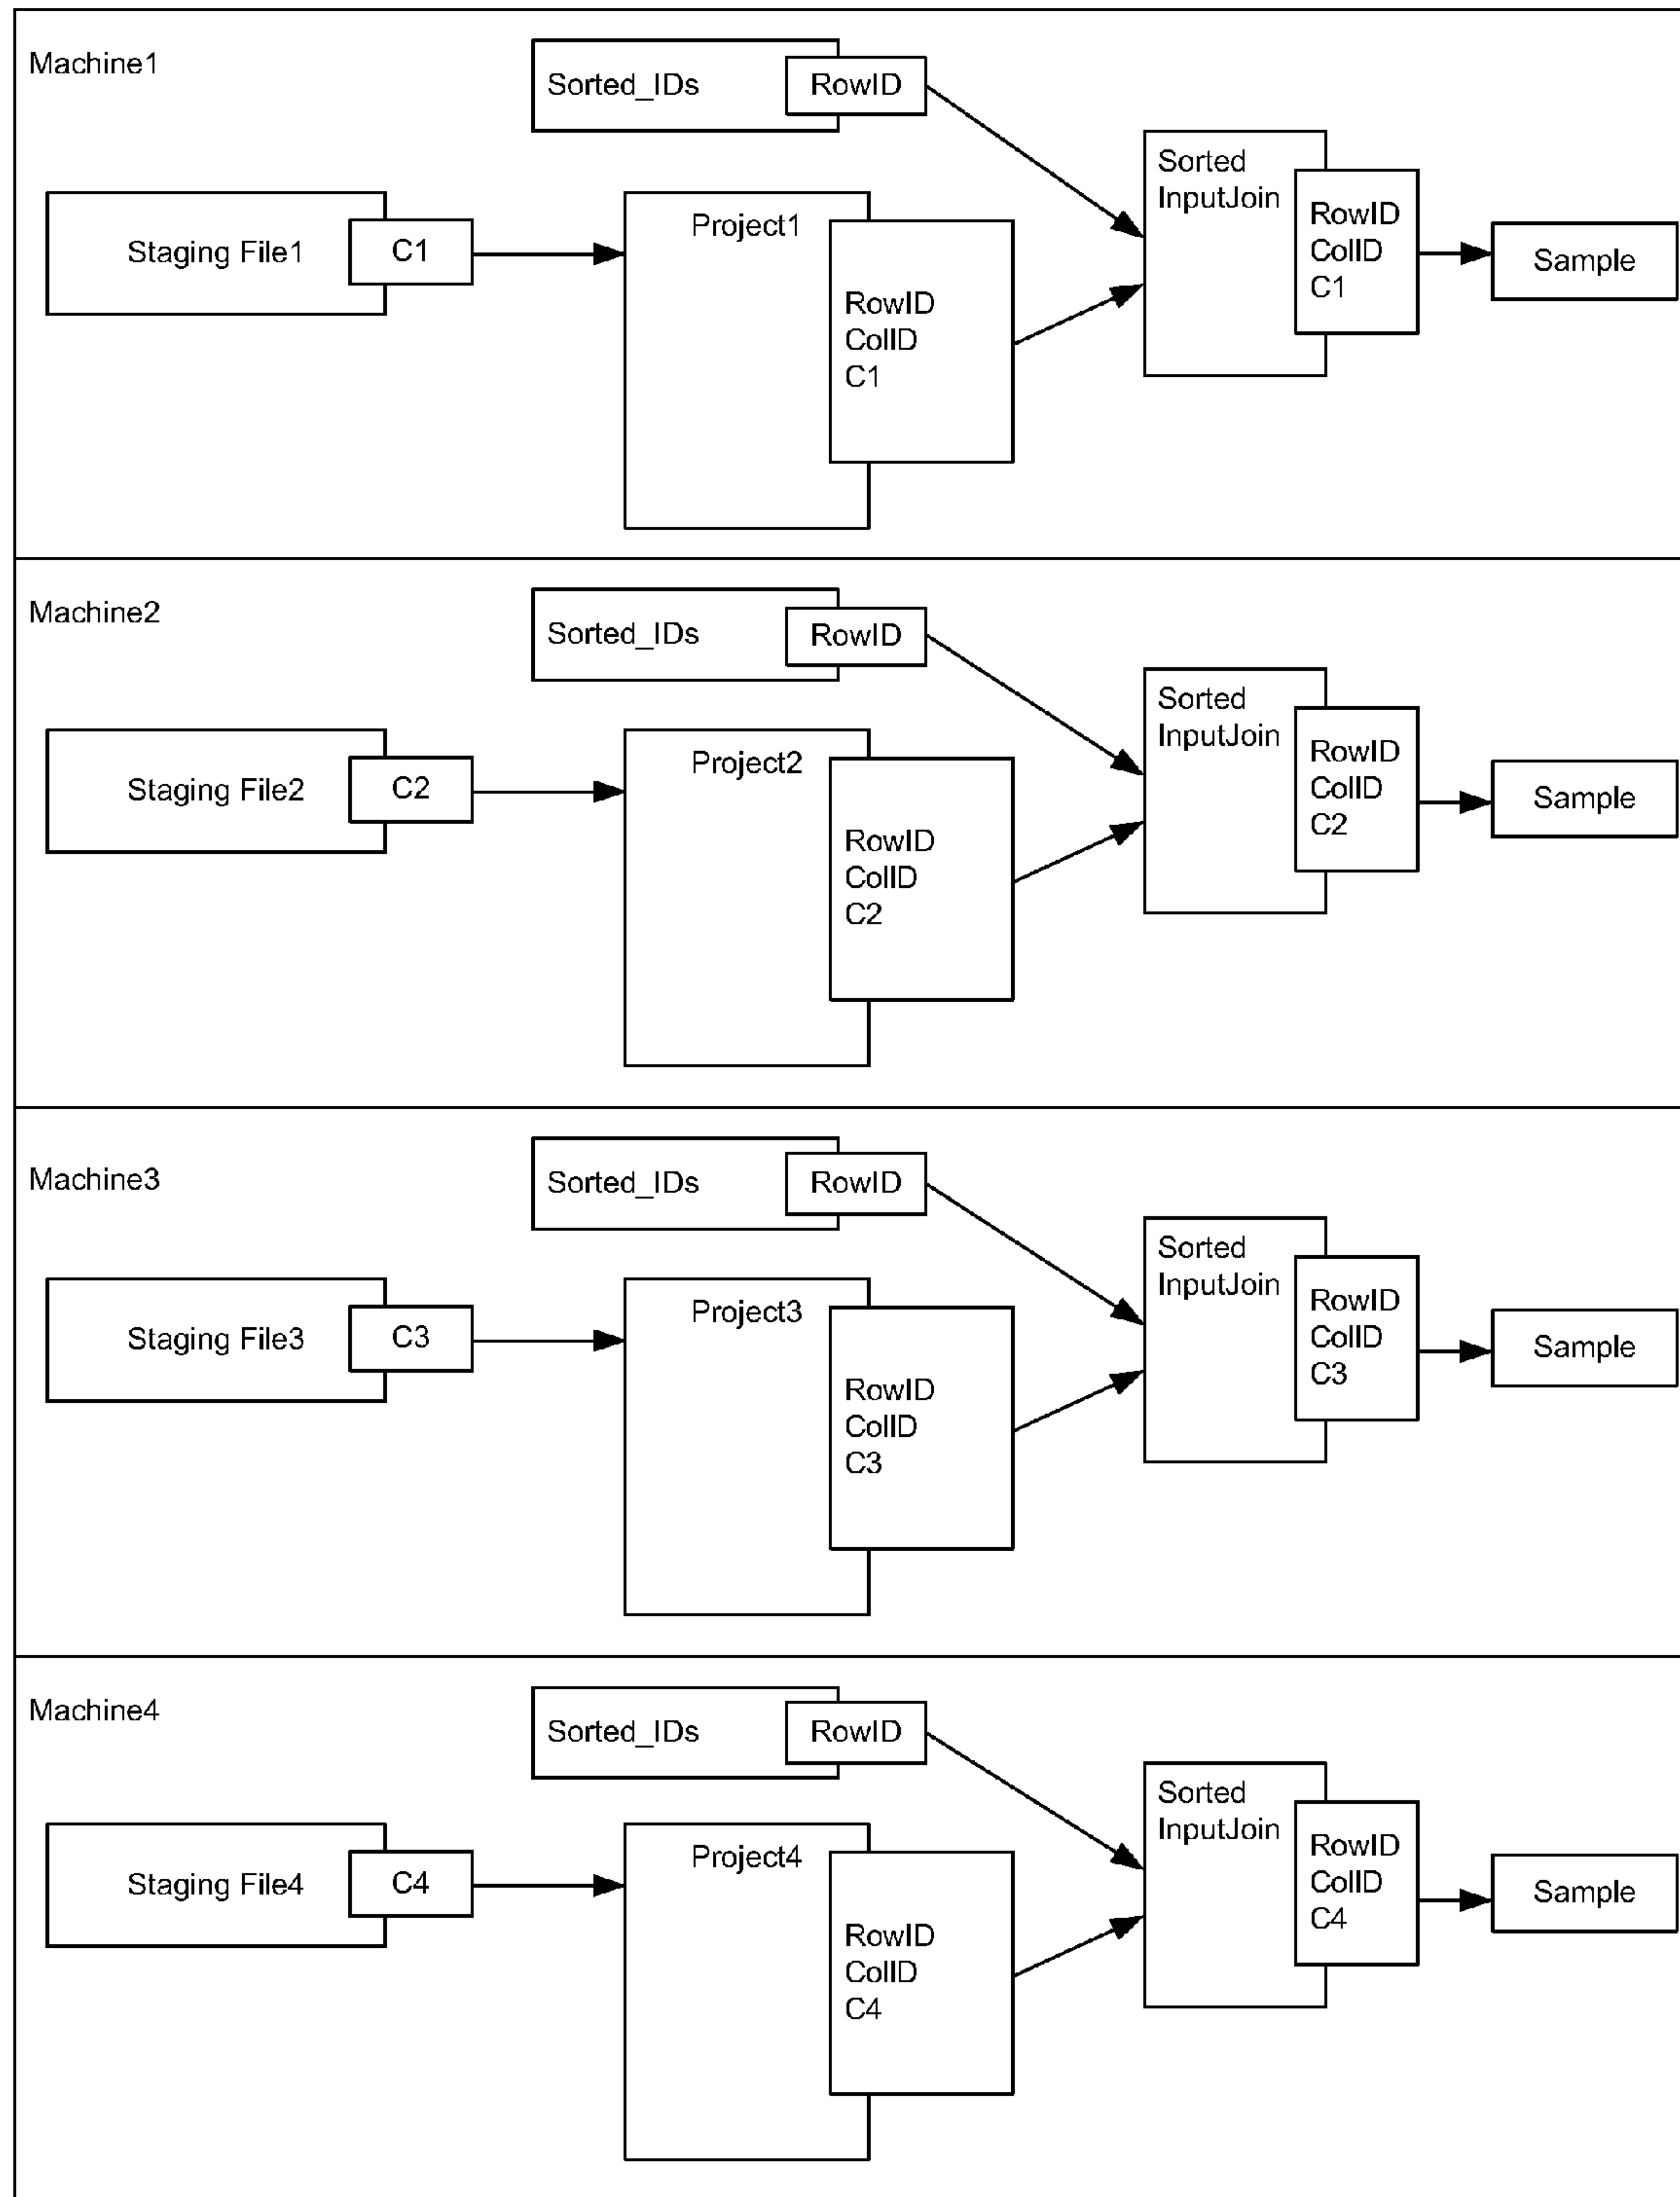 Machine1
Sorted_IDs
RowID
Staging File1
C1
Project1
RowID
ColID
C1
Sorted
InputJoin
RowID
ColID
C1
Sample
Machine2
Sorted_IDs
RowID
Staging File2
C2
Project2
RowID
ColID
C2
Sorted
InputJoin
RowID
ColID
C2
Sample
Machine3
Sorted_IDs
RowID
Staging File3
C3
Project3
RowID
ColID
C3
Sorted
InputJoin
RowID
ColID
C3
Sample
Machine4
Sorted_IDs
RowID
Staging File4
C4
Project4
RowID
ColID
C4
Sorted
InputJoin
RowID
ColID
C4
Sample